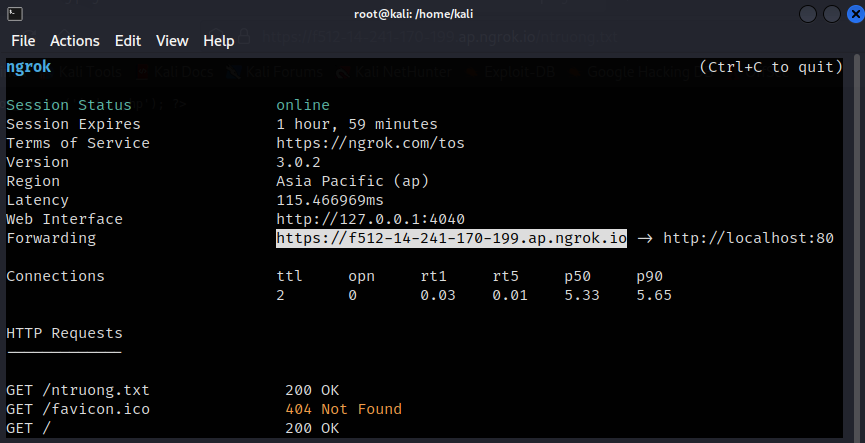 root@kali: /home/kali
File Actions Edit View Help
ngrok (Ctrl+C to quit)
Session Status online
Session Expires 1 hour, 59 minutes
Terms of Service https://ngrok.com/tos
Version 3.0.2
Region Asia Pacific (ap)
Latency 115.466969ms
Web Interface http://127.0.0.1:4040
Forwarding https://f512-14-241-170-199.ap.ngrok.io → http://localhost:80
Connections ttl opn rt1 rt5 p50 p90
2 0 0.03 0.01 5.33 5.65
HTTP Requests
-------------
GET /ntruong.txt 200 OK
GET /favicon.ico 404 Not Found
GET / 200 OK